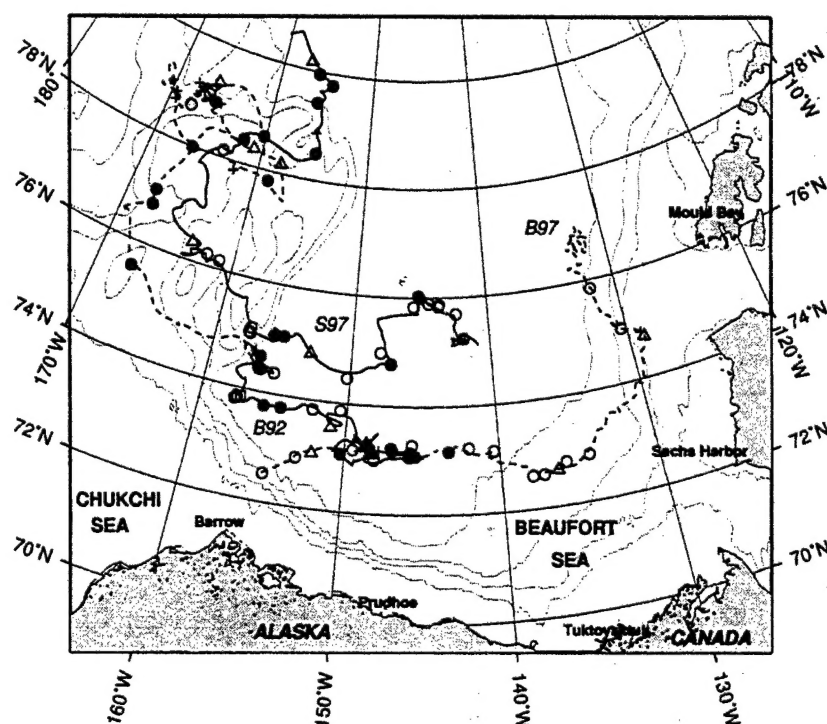 78°N
180°
78°N
110°W
76°N
76°N
Mould Bay
B97
74°N
170°W
S97
74°N
120°W
72°N
B92
72°N
Sachs Harbor
CHUKCHI
SEA
Barrow
BEAUFORT
SEA
70°N
70°N
Prudhoe
ALASKA
CANADA
160°W
150°W
140°W
130°W